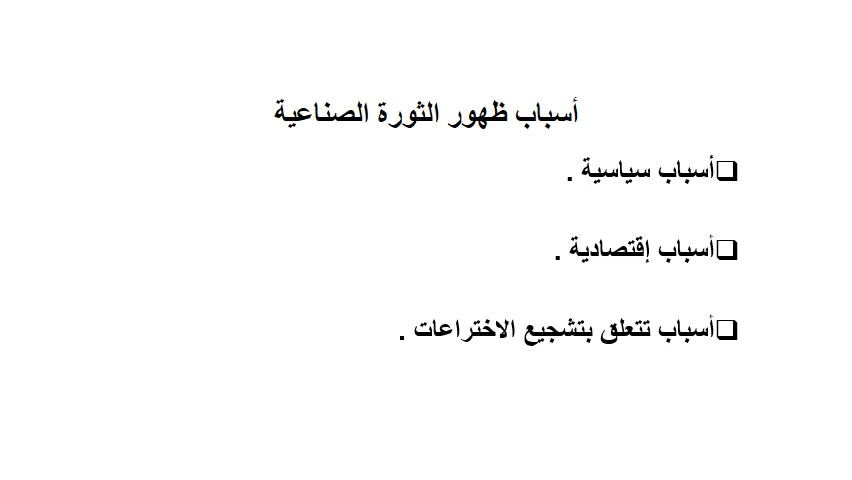 أسباب ظهور الثورة الصناعية
❑أسباب سياسية .
❑أسباب إقتصادية .
❑أسباب تتعلق بتشجيع الاختراعات .